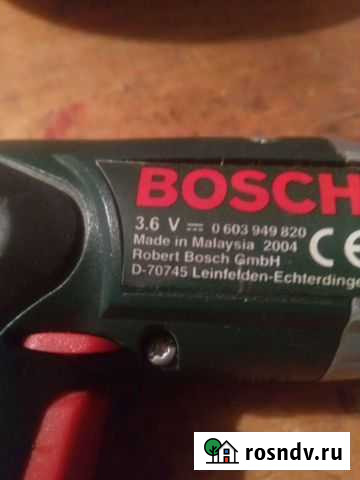 BOSCH
3.6 V ⎓ 0 603 949 820
Made in Malaysia 2004
Robert Bosch GmbH
D-70745 Leinfelden-Echterdinge
CE
rosndv.ru